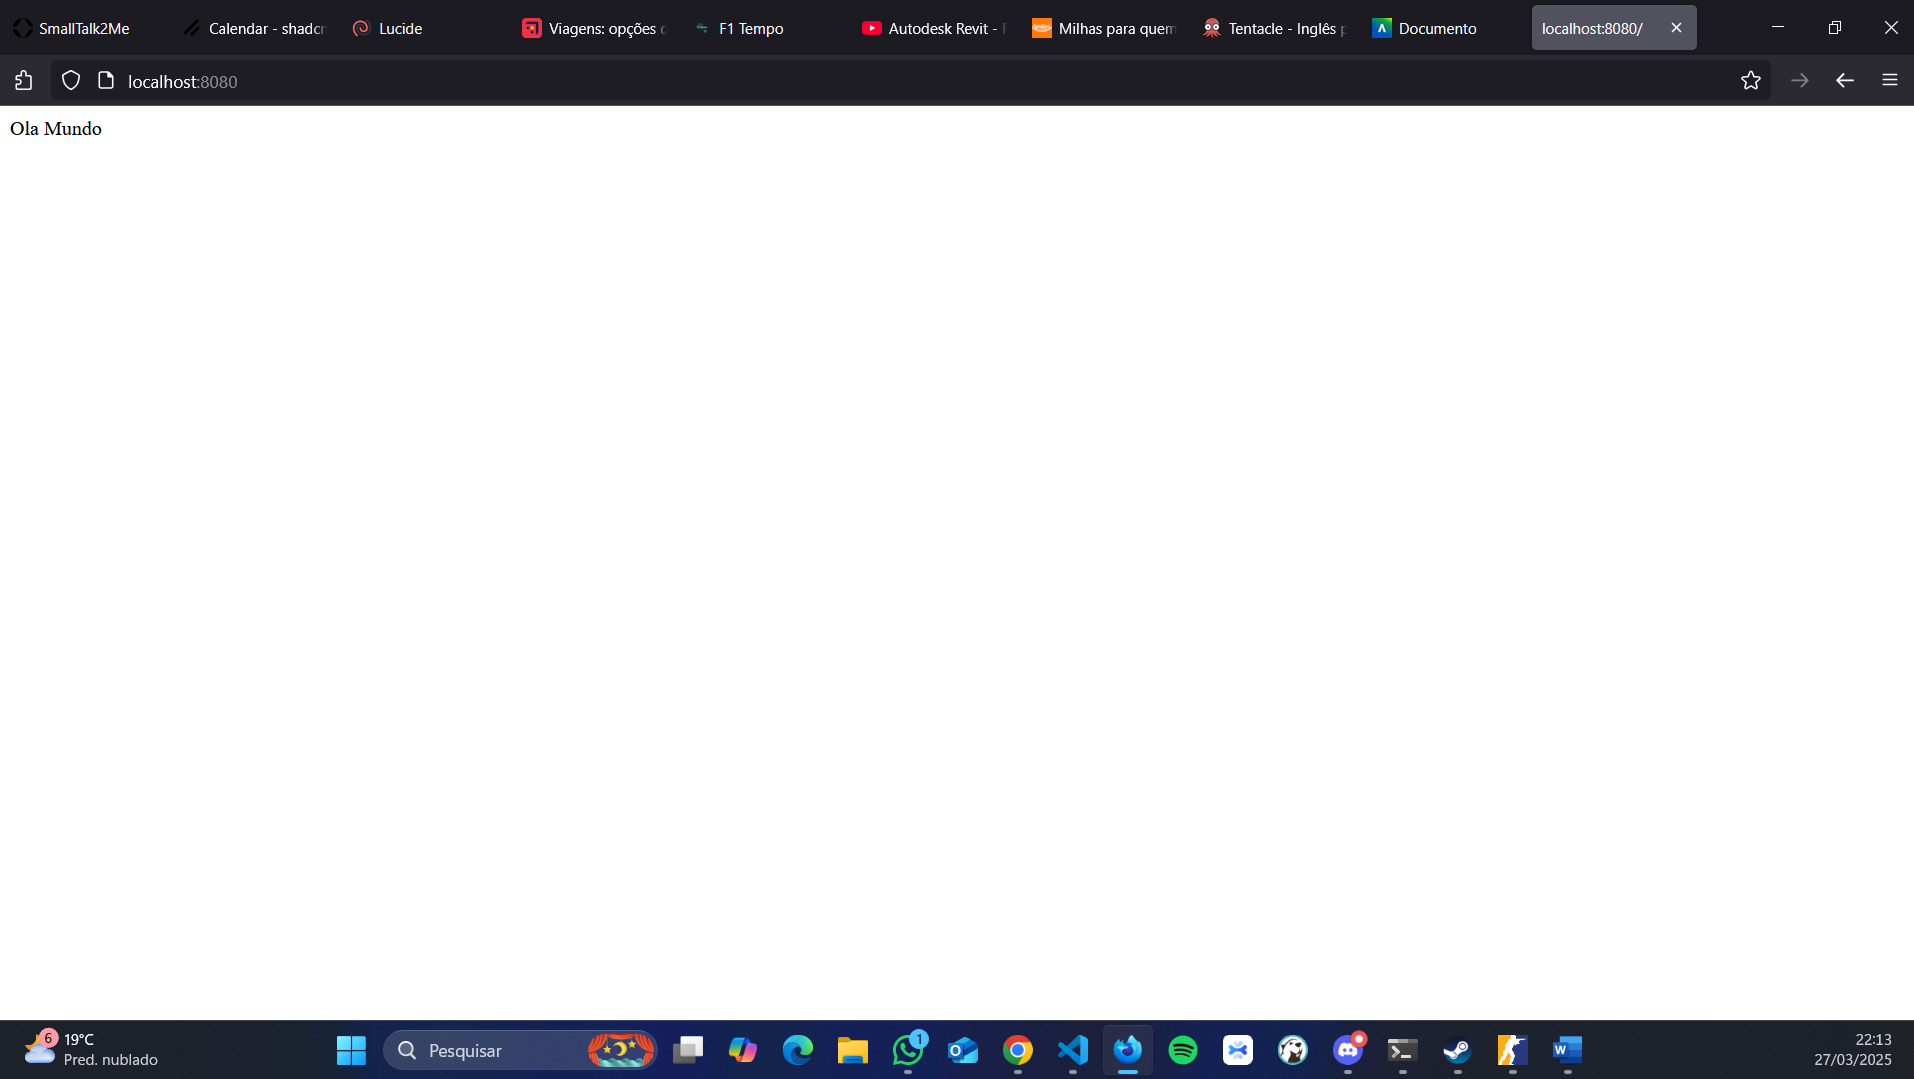 SmallTalk2Me
Calendar - shadcn
Lucide
Viagens: opções d
F1 Tempo
Autodesk Revit -
Milhas para quem
Tentacle - Inglês p
Documento
localhost:8080/
localhost:8080
Ola Mundo
6
19°C
Pred. nublado
Pesquisar
1
22:13
27/03/2025